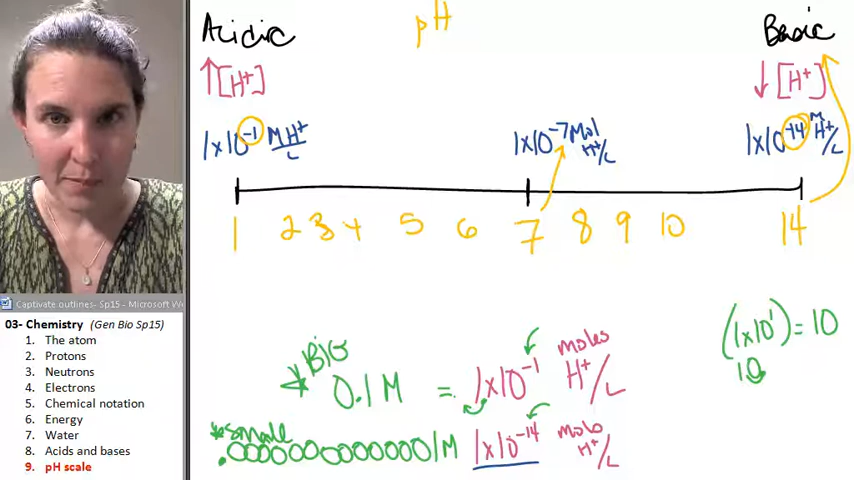 Acidic
pH
Basic
↑[H+]
↓ [H+]
1x10⁻¹ M H+/L
1x10⁻⁷ Mol H+/L
1x10⁻¹⁴ M H+/L
1 2 3 4 5 6 7 8 9 10 14
Captivate outlines- Sp15 - Microsoft W
03- Chemistry (Gen Bio Sp15)
1. The atom
2. Protons
3. Neutrons
4. Electrons
5. Chemical notation
6. Energy
7. Water
8. Acids and bases
9. pH scale
*BIG
0.1 M = 1x10⁻¹ moles H+/L
*small
.00000000000001M 1x10⁻¹⁴ mols H+/L
(1x10¹) = 10
10